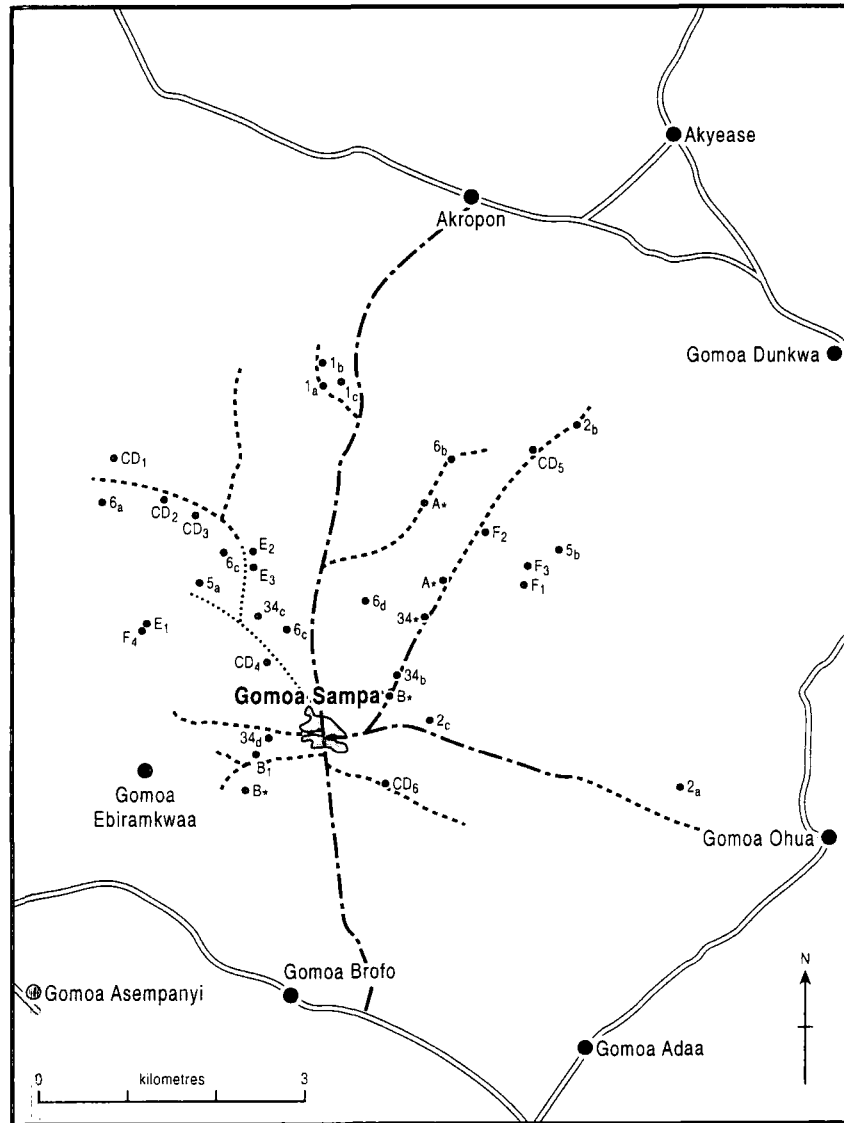 Akyease
Akropon
Gomoa Dunkwa
1b
1a
1c
2b
6b
CD5
CD1
6a
CD2
CD3
A*
F2
E2
6c
E3
5b
F3
F1
A*
5a
6d
34c
34*
E1
F4
6c
CD4
34b
Gomoa Sampa
B*
2c
34d
B1
Gomoa
Ebiramkwaa
B*
CD6
2a
Gomoa Ohua
N
Gomoa Brofo
Gomoa Asempanyi
Gomoa Adaa
0 kilometres 3